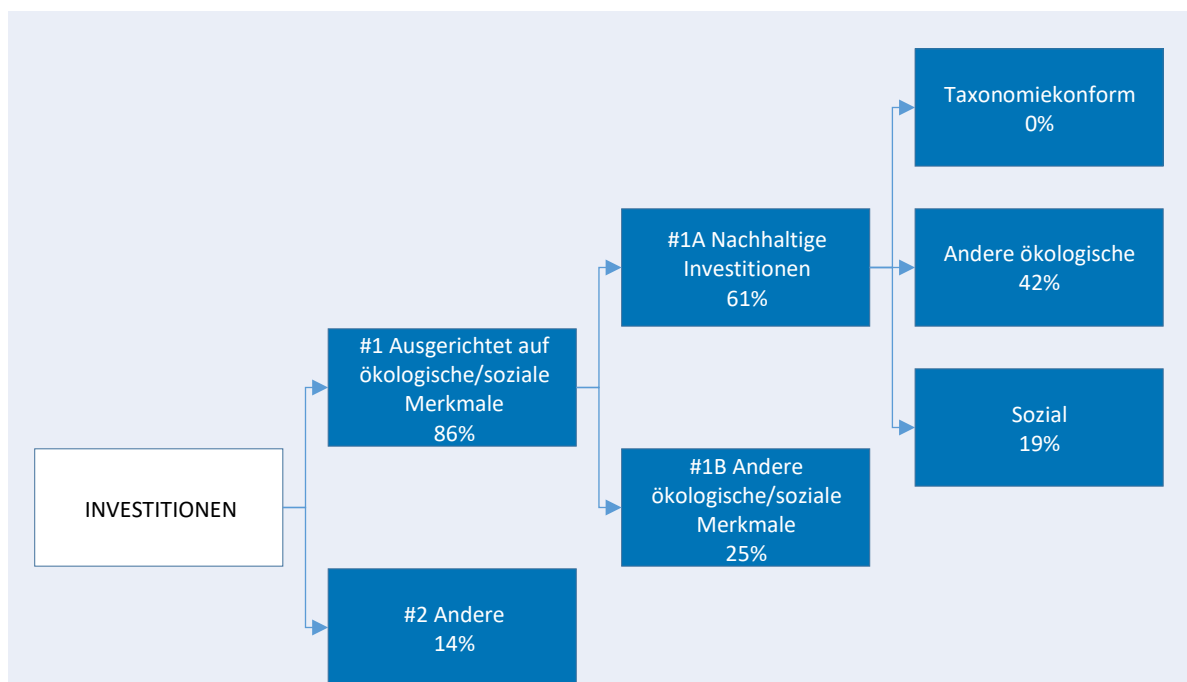 INVESTITIONEN
#1 Ausgerichtet auf
ökologische/soziale
Merkmale
86%
#2 Andere
14%
#1A Nachhaltige
Investitionen
61%
#1B Andere
ökologische/soziale
Merkmale
25%
Taxonomiekonform
0%
Andere ökologische
42%
Sozial
19%